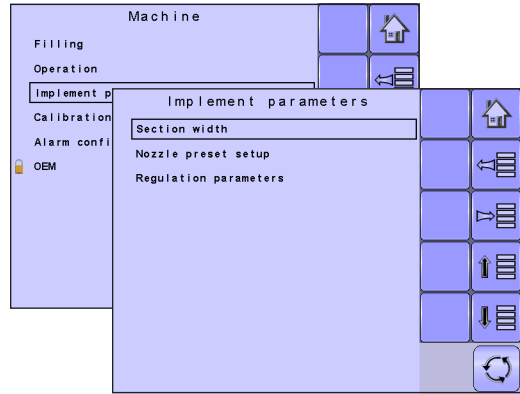 Machine
Filling
Operation
Implement p
Calibration
Alarm confi
OEM
Implement parameters
Section width
Nozzle preset setup
Regulation parameters